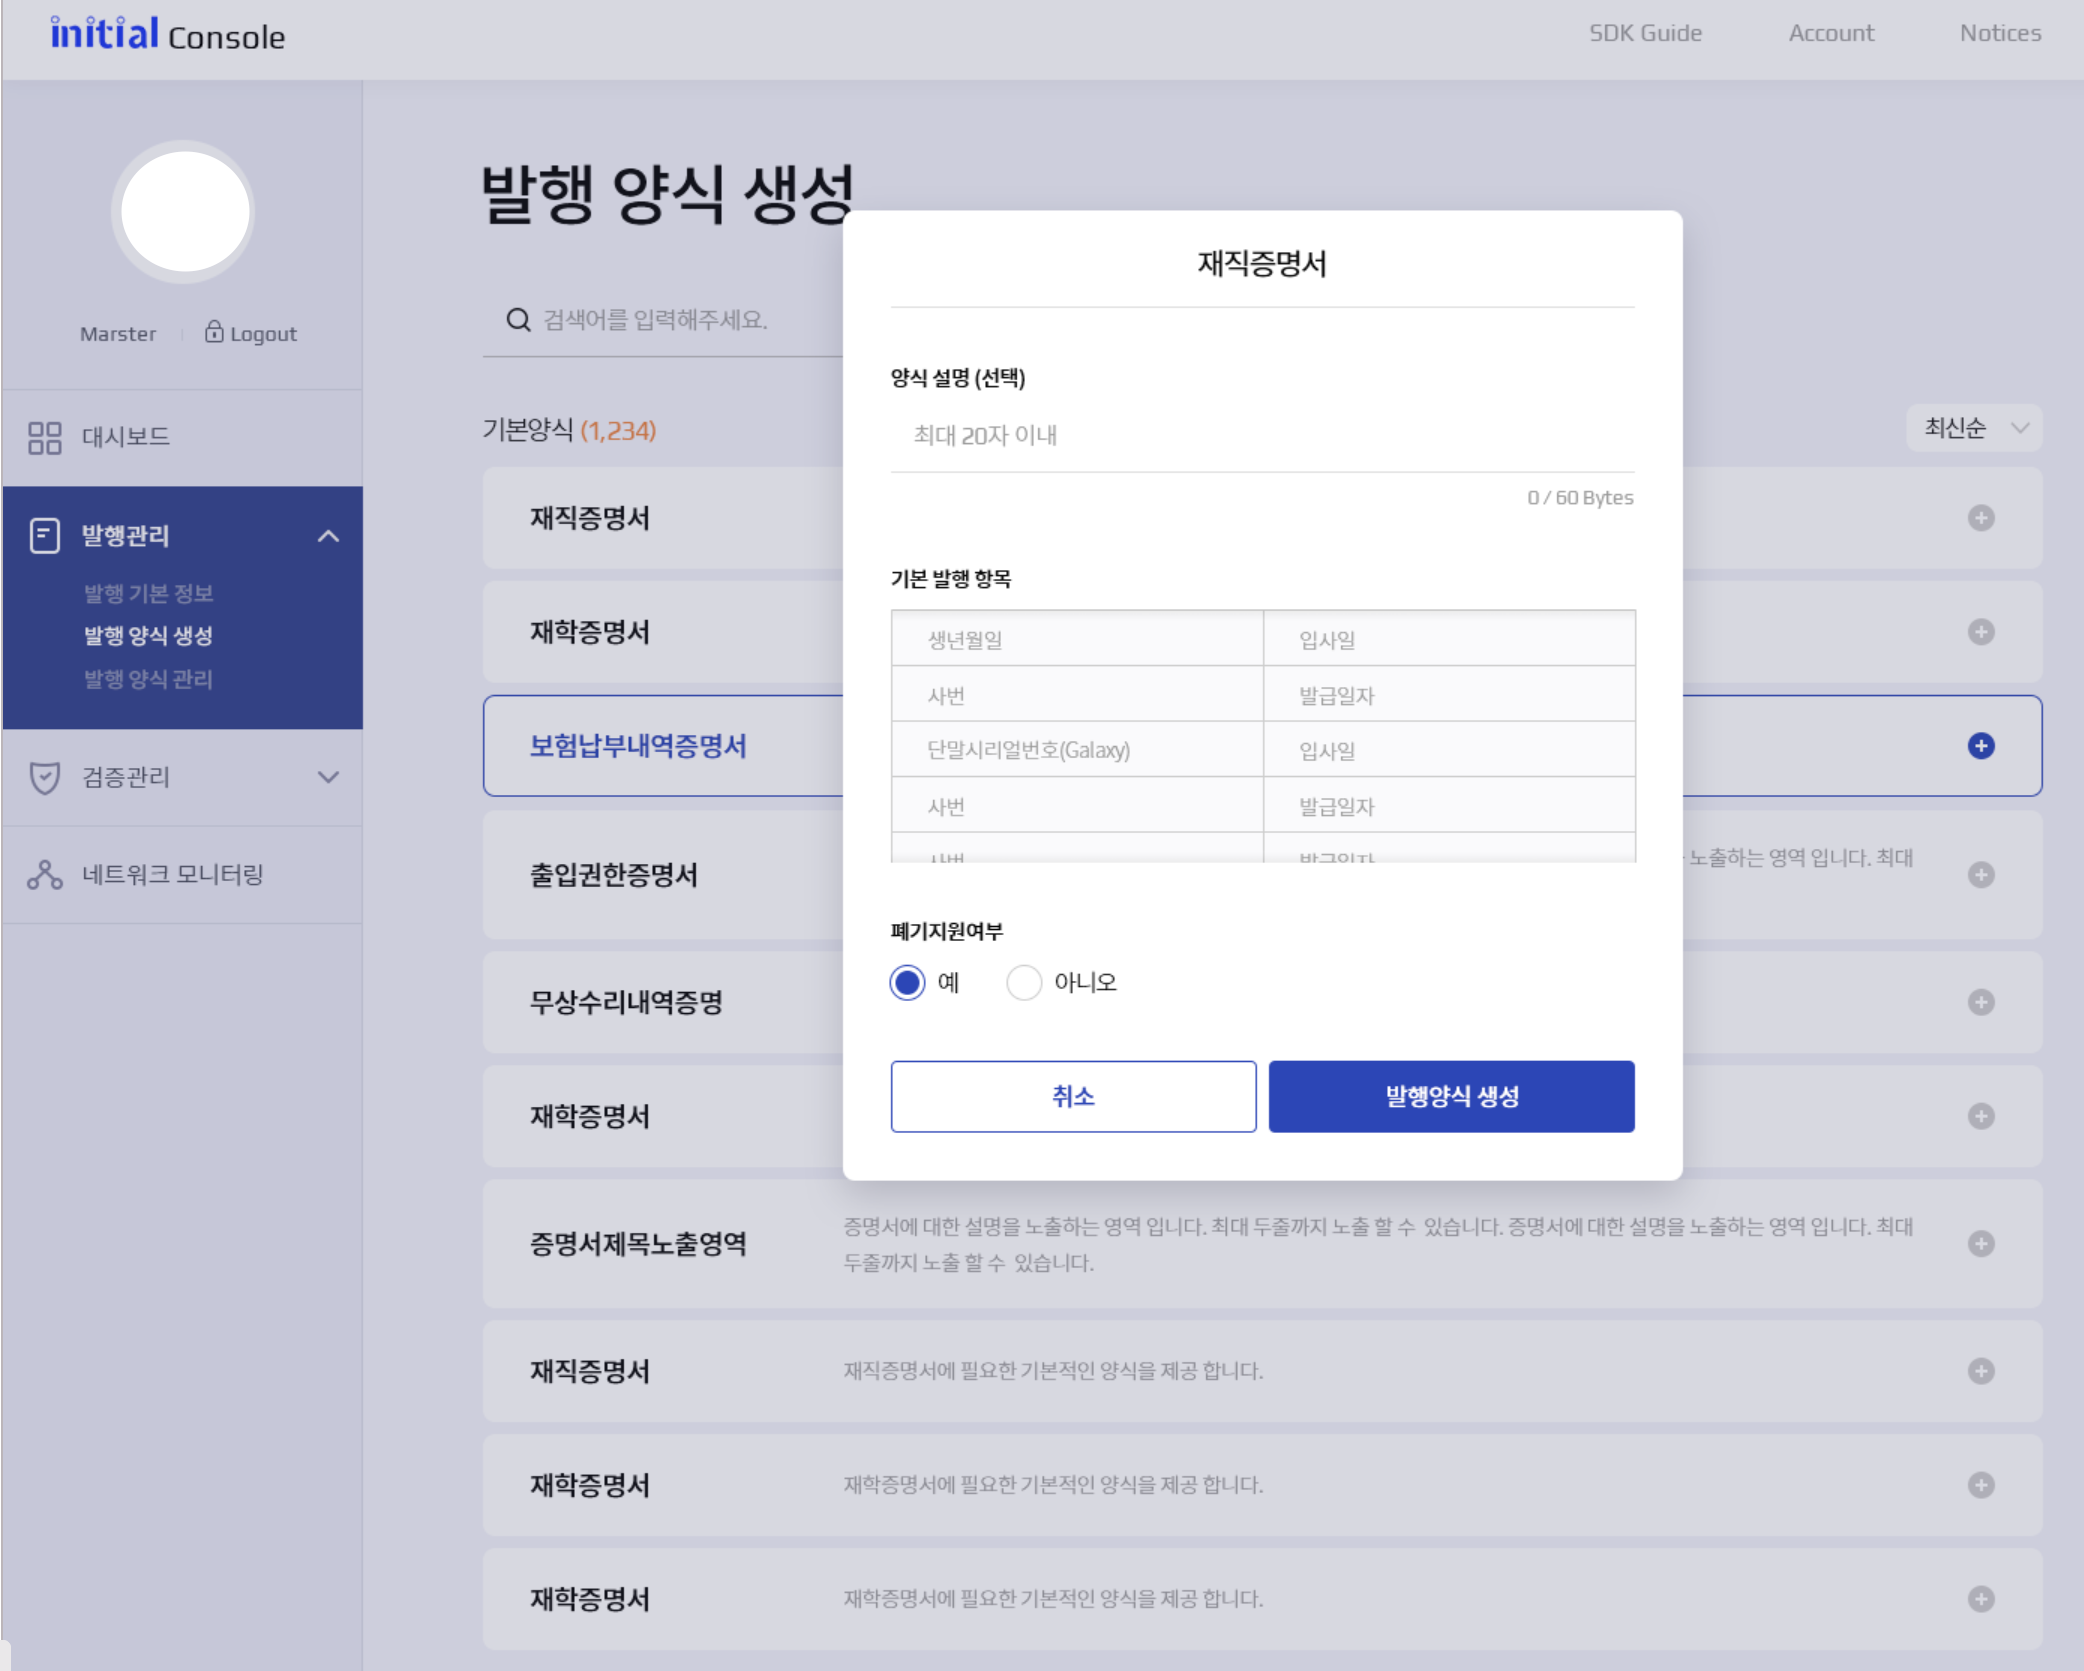 initial Console
SDK Guide
Account
Notices
Marster
Logout
대시보드
발행관리
발행 기본 정보
발행 양식 생성
발행 양식 관리
검증관리
네트워크 모니터링
발행 양식 생성
검색어를 입력해주세요.
기본양식 (1,234)
최신순
재직증명서
재학증명서
보험납부내역증명서
출입권한증명서
노출하는 영역 입니다. 최대
무상수리내역증명
재학증명서
증명서제목노출영역
증명서에 대한 설명을 노출하는 영역 입니다. 최대 두줄까지 노출 할 수 있습니다. 증명서에 대한 설명을 노출하는 영역 입니다. 최대
두줄까지 노출 할 수 있습니다.
재직증명서
재직증명서에 필요한 기본적인 양식을 제공 합니다.
재학증명서
재학증명서에 필요한 기본적인 양식을 제공 합니다.
재학증명서
재학증명서에 필요한 기본적인 양식을 제공 합니다.
재직증명서
양식 설명 (선택)
최대 20자 이내
0 / 60 Bytes
기본 발행 항목
생년월일
입사일
사번
발급일자
단말시리얼번호(Galaxy)
입사일
사번
발급일자
사번
발급일자
폐기지원여부
예
아니오
취소
발행양식 생성